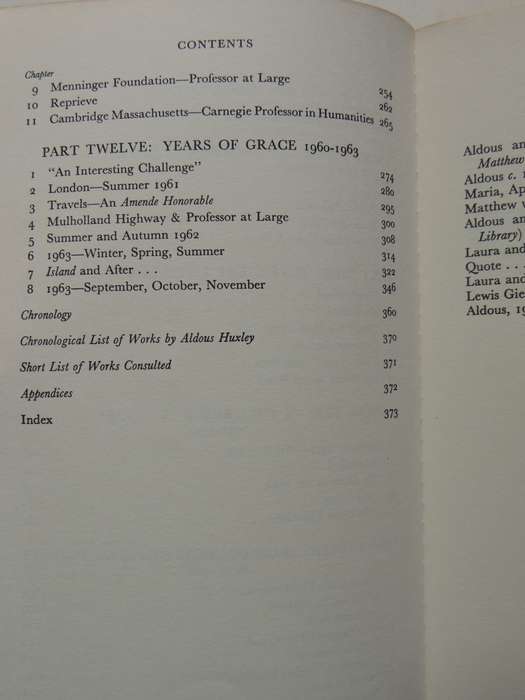 CONTENTS
Chapter
9 Menninger Foundation—Professor at Large 254
10 Reprieve 262
11 Cambridge Massachusetts—Carnegie Professor in Humanities 265
PART TWELVE: YEARS OF GRACE 1960-1963
1 "An Interesting Challenge" 274
2 London—Summer 1961 280
3 Travels—An Amende Honorable 295
4 Mulholland Highway & Professor at Large 300
5 Summer and Autumn 1962 308
6 1963—Winter, Spring, Summer 314
7 Island and After . . . 322
8 1963—September, October, November 346
Chronology 360
Chronological List of Works by Aldous Huxley 370
Short List of Works Consulted 371
Appendices 372
Index 373
Aldous an
Matthew
Aldous c. 1
Maria, Ap
Matthew
Aldous an
Library)
Laura and
Quote . .
Laura and
Lewis Gie
Aldous, 19